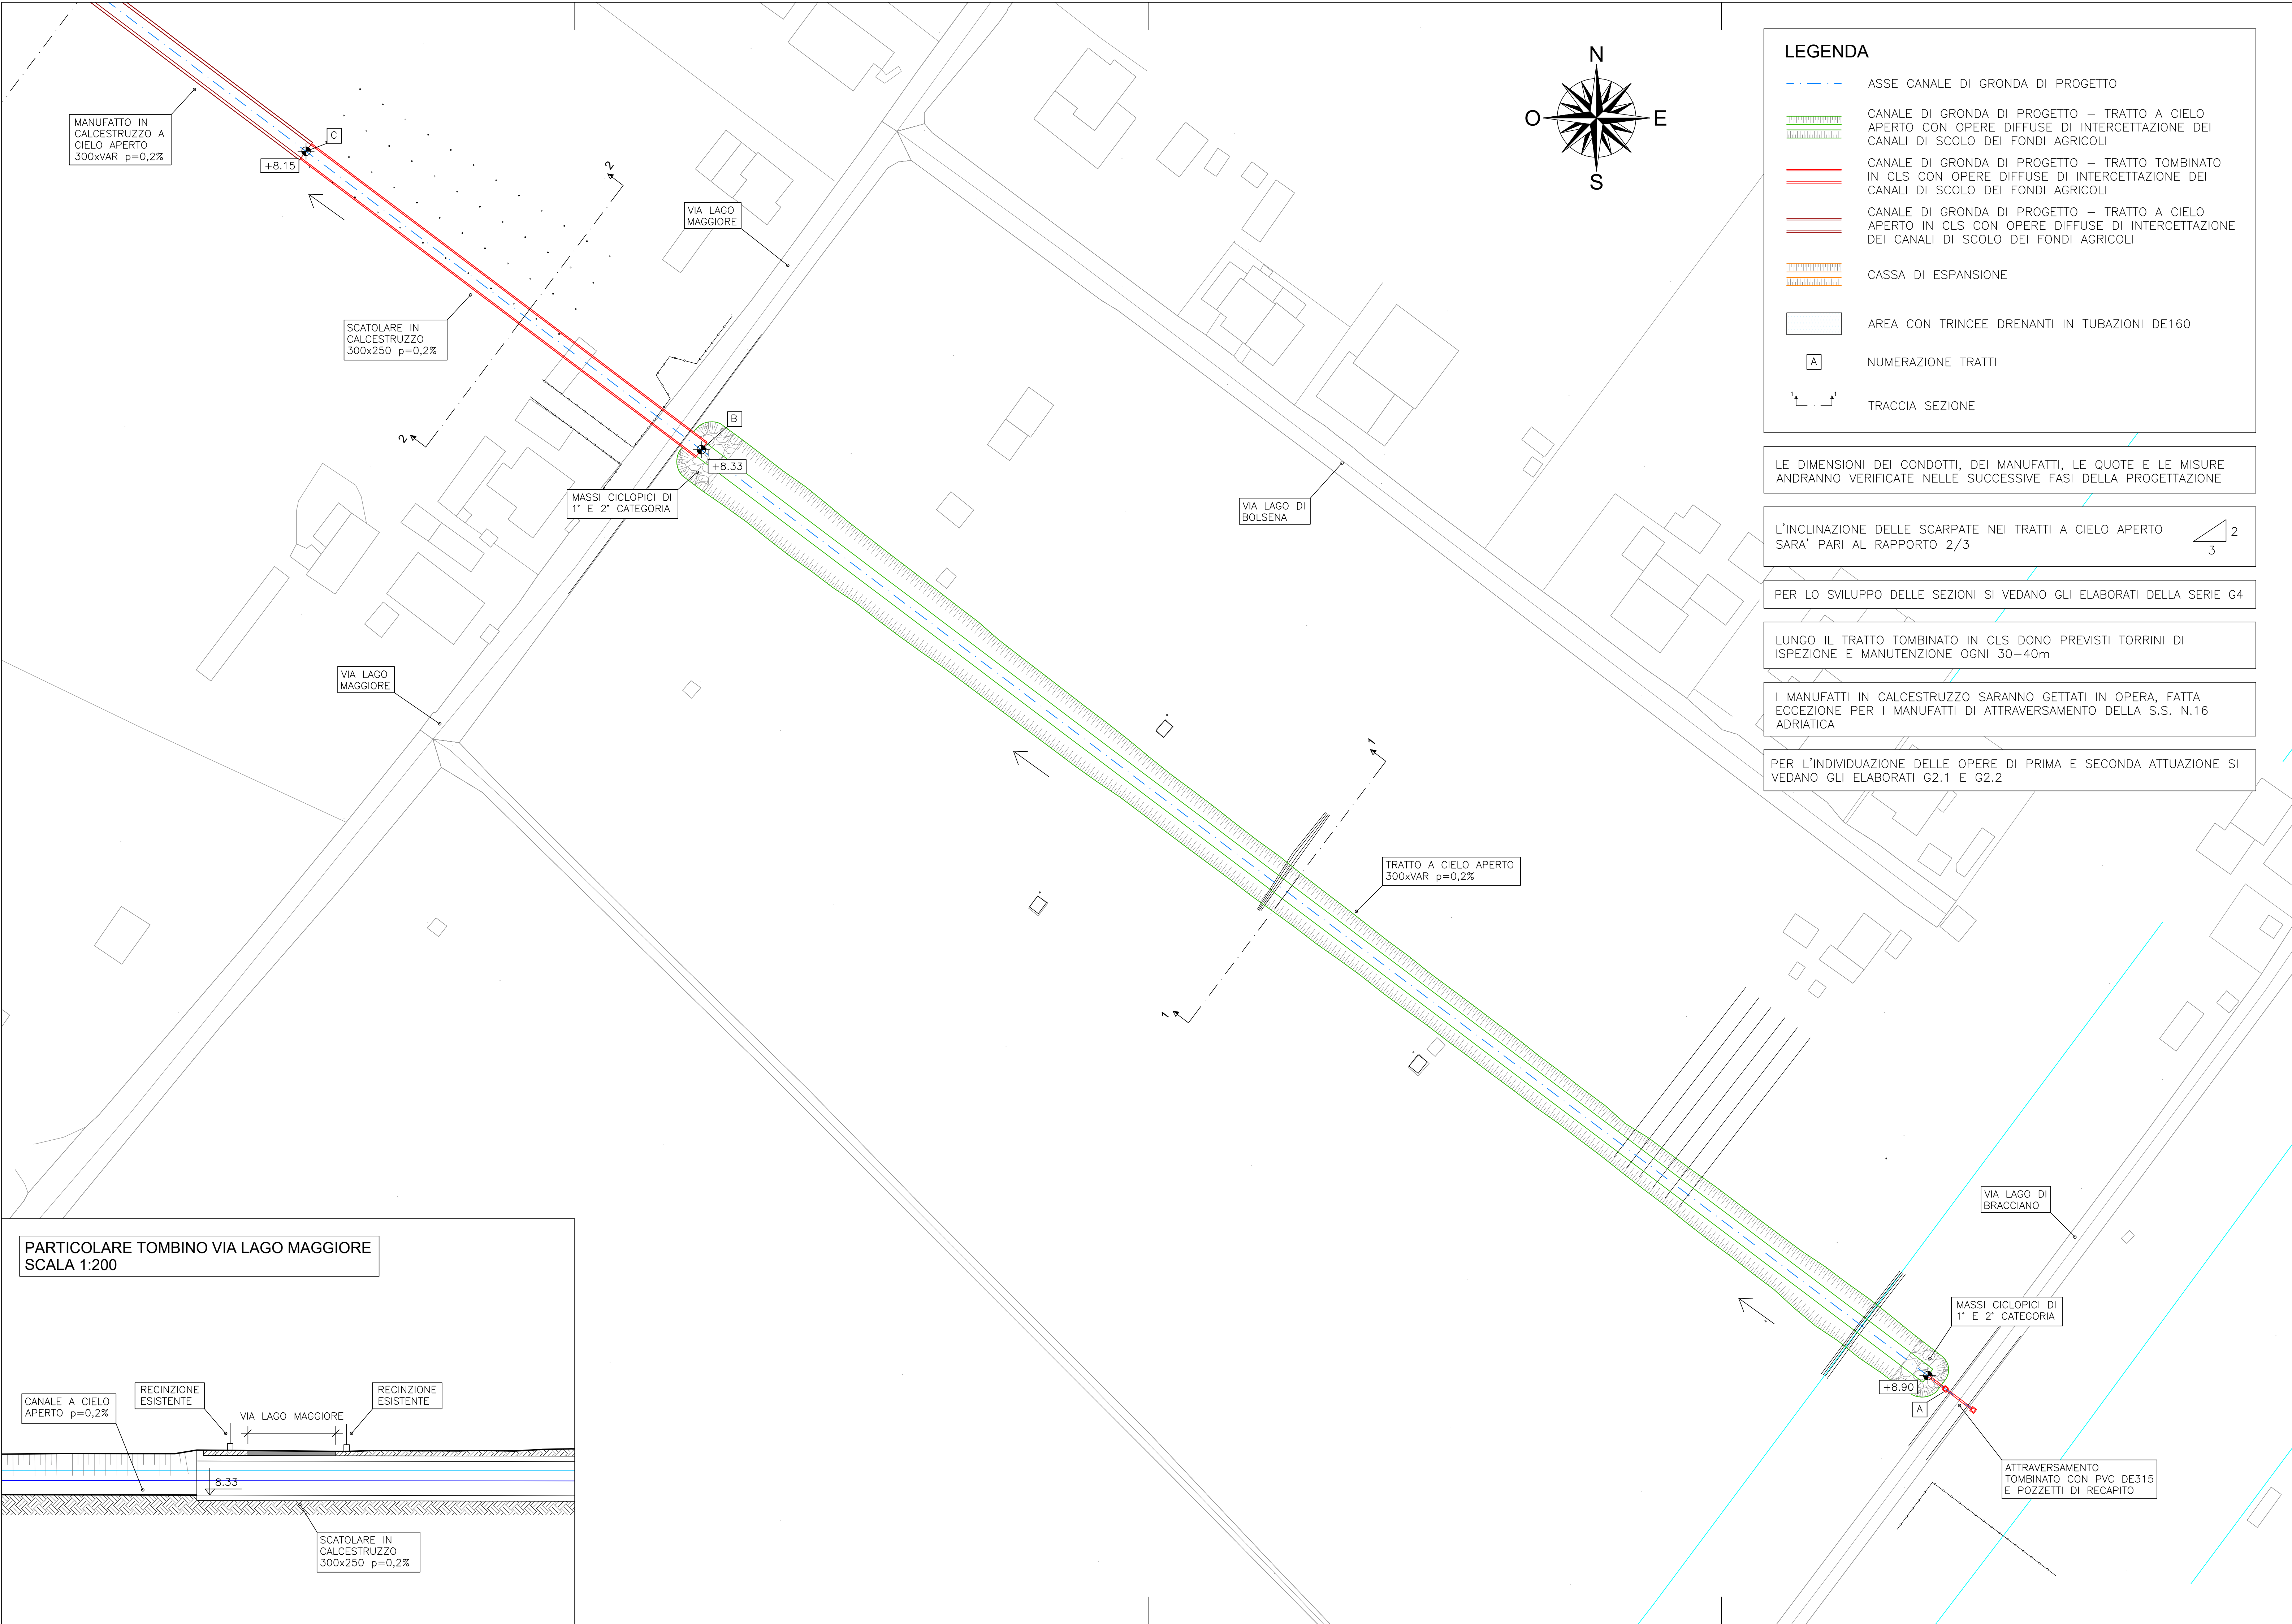 N
O
E
S
LEGENDA
ASSE CANALE DI GRONDA DI PROGETTO
CANALE DI GRONDA DI PROGETTO – TRATTO A CIELO
APERTO CON OPERE DIFFUSE DI INTERCETTAZIONE DEI
CANALI DI SCOLO DEI FONDI AGRICOLI
CANALE DI GRONDA DI PROGETTO – TRATTO TOMBINATO
IN CLS CON OPERE DIFFUSE DI INTERCETTAZIONE DEI
CANALI DI SCOLO DEI FONDI AGRICOLI
CANALE DI GRONDA DI PROGETTO – TRATTO A CIELO
APERTO IN CLS CON OPERE DIFFUSE DI INTERCETTAZIONE
DEI CANALI DI SCOLO DEI FONDI AGRICOLI
CASSA DI ESPANSIONE
AREA CON TRINCEE DRENANTI IN TUBAZIONI DE160
A
NUMERAZIONE TRATTI
1 1
TRACCIA SEZIONE
LE DIMENSIONI DEI CONDOTTI, DEI MANUFATTI, LE QUOTE E LE MISURE
ANDRANNO VERIFICATE NELLE SUCCESSIVE FASI DELLA PROGETTAZIONE
L'INCLINAZIONE DELLE SCARPATE NEI TRATTI A CIELO APERTO
SARA' PARI AL RAPPORTO 2/3
2
3
PER LO SVILUPPO DELLE SEZIONI SI VEDANO GLI ELABORATI DELLA SERIE G4
LUNGO IL TRATTO TOMBINATO IN CLS DONO PREVISTI TORRINI DI
ISPEZIONE E MANUTENZIONE OGNI 30–40m
I MANUFATTI IN CALCESTRUZZO SARANNO GETTATI IN OPERA, FATTA
ECCEZIONE PER I MANUFATTI DI ATTRAVERSAMENTO DELLA S.S. N.16
ADRIATICA
PER L'INDIVIDUAZIONE DELLE OPERE DI PRIMA E SECONDA ATTUAZIONE SI
VEDANO GLI ELABORATI G2.1 E G2.2
MANUFATTO IN
CALCESTRUZZO A
CIELO APERTO
300xVAR p=0,2%
C
+8.15
2
VIA LAGO
MAGGIORE
SCATOLARE IN
CALCESTRUZZO
300x250 p=0,2%
2
B
+8.33
MASSI CICLOPICI DI
1° E 2° CATEGORIA
VIA LAGO DI
BOLSENA
VIA LAGO
MAGGIORE
1
TRATTO A CIELO APERTO
300xVAR p=0,2%
1
VIA LAGO DI
BRACCIANO
MASSI CICLOPICI DI
1° E 2° CATEGORIA
+8.90
A
ATTRAVERSAMENTO
TOMBINATO CON PVC DE315
E POZZETTI DI RECAPITO
PARTICOLARE TOMBINO VIA LAGO MAGGIORE
SCALA 1:200
CANALE A CIELO
APERTO p=0,2%
RECINZIONE
ESISTENTE
VIA LAGO MAGGIORE
RECINZIONE
ESISTENTE
8.33
SCATOLARE IN
CALCESTRUZZO
300x250 p=0,2%